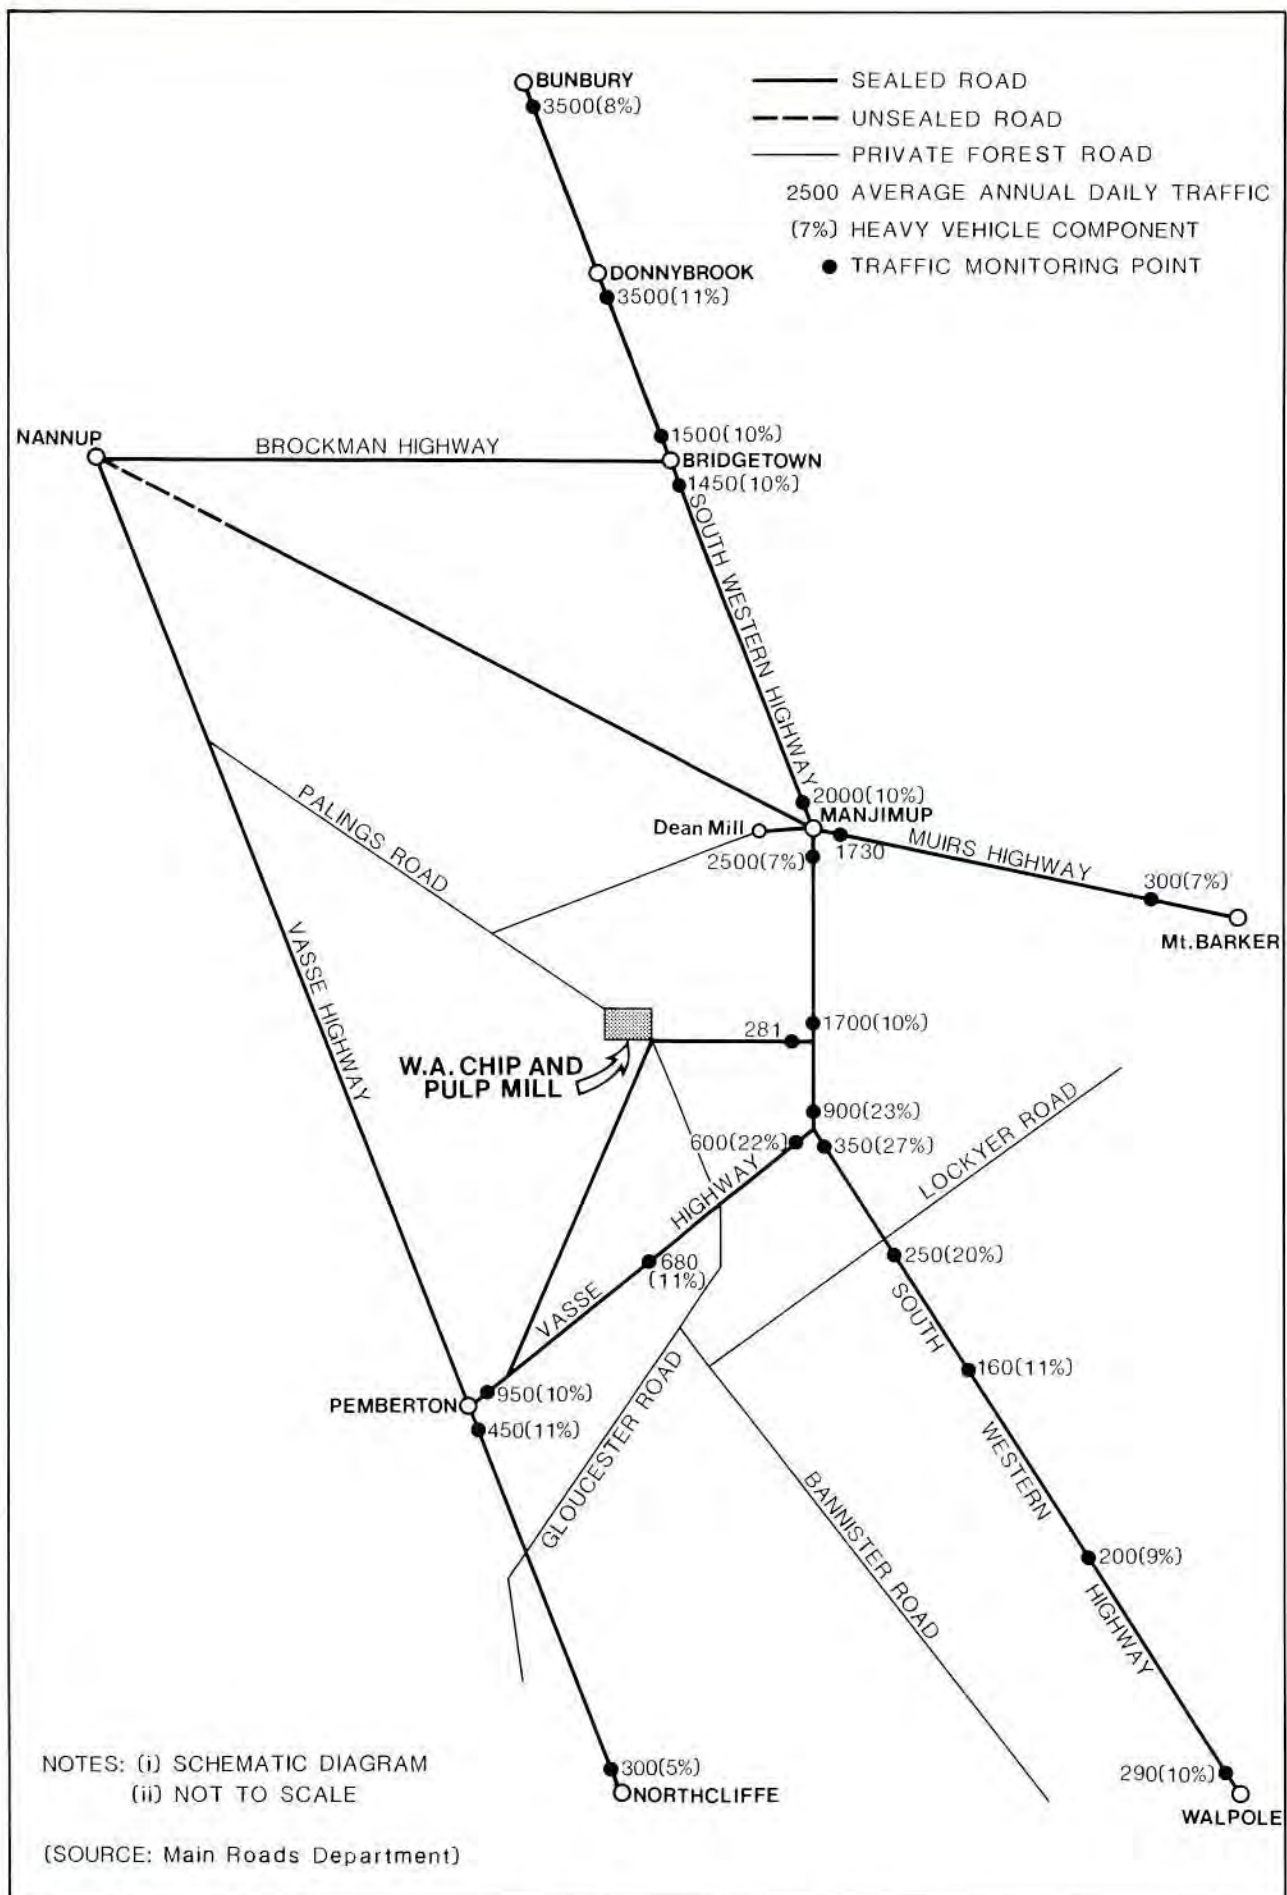 BUNBURY
3500(8%)
SEALED ROAD
UNSEALED ROAD
PRIVATE FOREST ROAD
2500 AVERAGE ANNUAL DAILY TRAFFIC
(7%) HEAVY VEHICLE COMPONENT
TRAFFIC MONITORING POINT
DONNYBROOK
3500(11%)
NANNUP
BROCKMAN HIGHWAY
1500(10%)
BRIDGETOWN
1450(10%)
SOUTH WESTERN HIGHWAY
2000(10%)
MANJIMUP
Dean Mill
1730
MUIRS HIGHWAY
2500(7%)
300(7%)
Mt.BARKER
PALINGS ROAD
VASSE HIGHWAY
1700(10%)
281
W.A. CHIP AND
PULP MILL
900(23%)
600(22%)
350(27%)
LOCKYER ROAD
VASSE HIGHWAY
680
(11%)
250(20%)
SOUTH WESTERN HIGHWAY
160(11%)
PEMBERTON
950(10%)
450(11%)
GLOUCESTER ROAD
BANNISTER ROAD
200(9%)
300(5%)
NORTHCLIFFE
290(10%)
WALPOLE
NOTES: (i) SCHEMATIC DIAGRAM
(ii) NOT TO SCALE
(SOURCE: Main Roads Department)